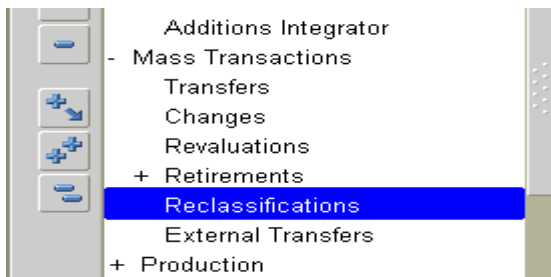 Additions Integrator
- Mass Transactions
Transfers
Changes
Revaluations
+ Retirements
Reclassifications
External Transfers
+ Production